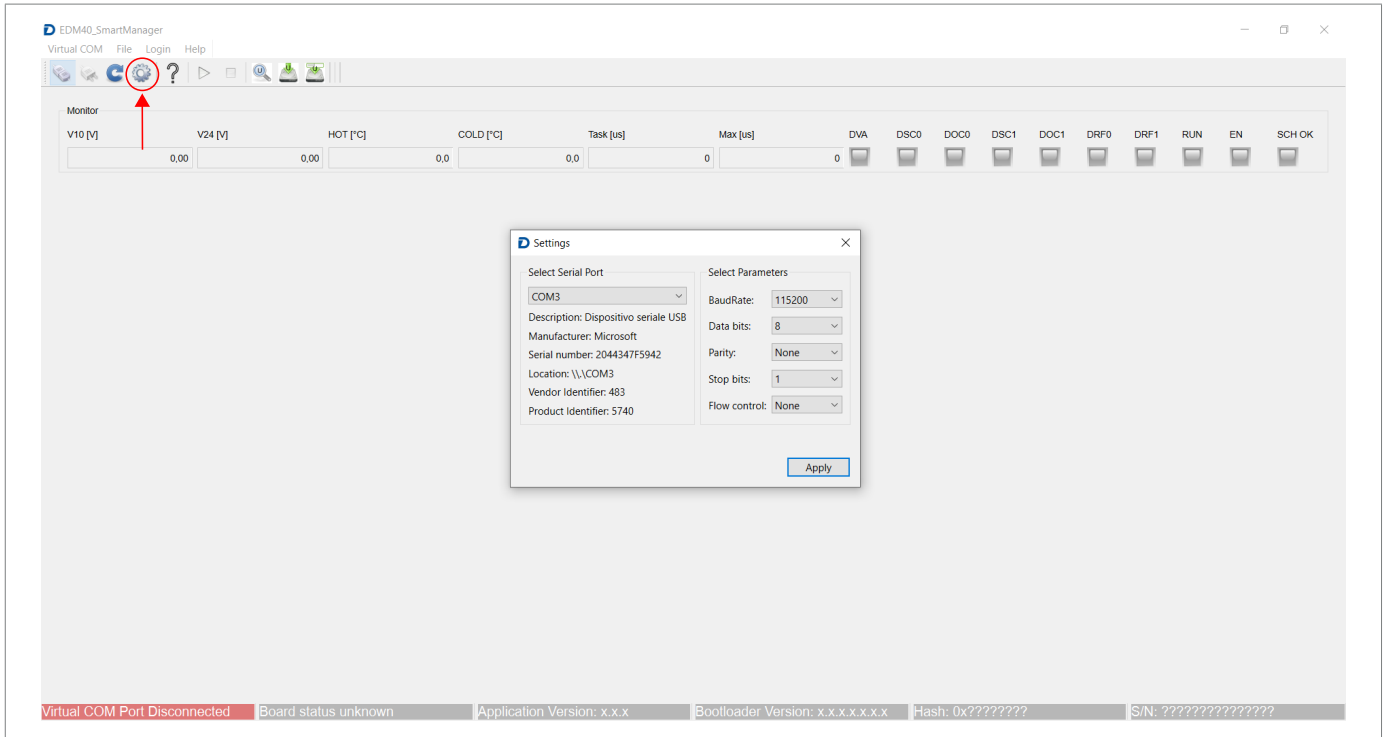 EDM40_SmartManager
Virtual COM File Login Help
Monitor
V10 [V] V24 [V] HOT [°C] COLD [°C] Task [us] Max [us] DVA DSC0 DOC0 DSC1 DOC1 DRF0 DRF1 RUN EN SCH OK
0,00 0,00 0,0 0,0 0 0
Settings
Select Serial Port
COM3
Description: Dispositivo seriale USB
Manufacturer: Microsoft
Serial number: 2044347F5942
Location: \\.\COM3
Vendor Identifier: 483
Product Identifier: 5740
Select Parameters
BaudRate: 115200
Data bits: 8
Parity: None
Stop bits: 1
Flow control: None
Apply
Virtual COM Port Disconnected Board status unknown Application Version: x.x.x Bootloader Version: x.x.x.x.x.x.x Hash: 0x???????? S/N: ???????????????